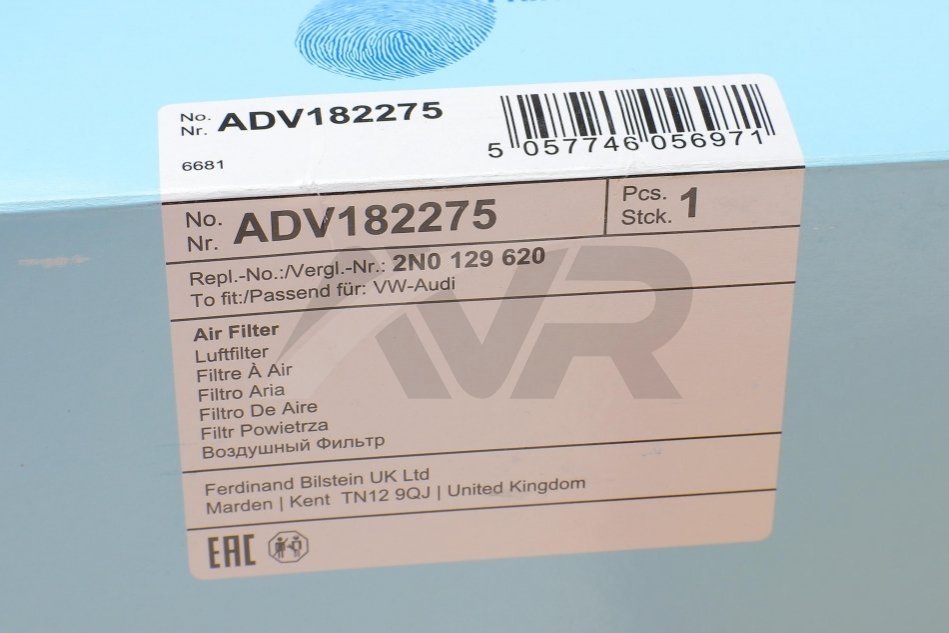 No.
Nr. ADV182275
6681
5 057746 056971
No.
Nr. ADV182275
Pcs.
Stck. 1
Repl.-No.:/Vergl.-Nr.: 2N0 129 620
To fit:/Passend für: VW-Audi
Air Filter
Luftfilter
Filtre À Air
Filtro Aria
Filtro De Aire
Filtr Powietrza
Воздушный Фильтр
Ferdinand Bilstein UK Ltd
Marden | Kent TN12 9QJ | United Kingdom
EAC
AVR